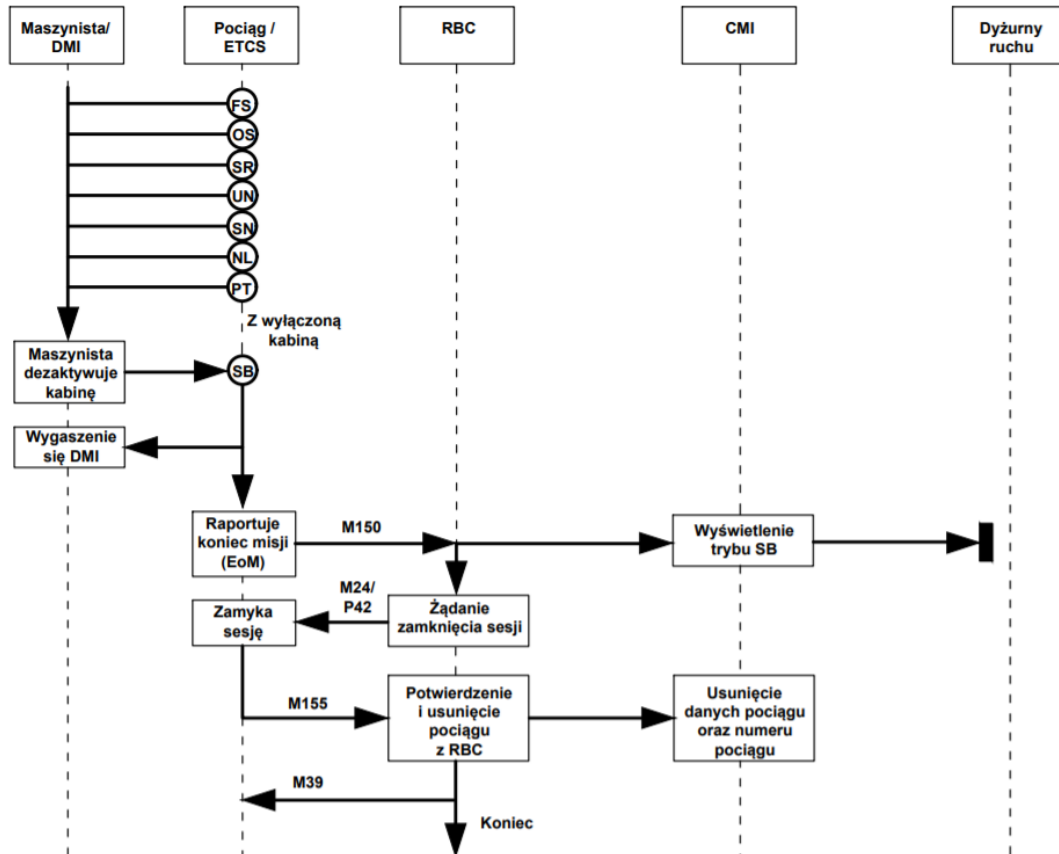 Maszynista/
DMI
Pociąg /
ETCS
RBC
CMI
Dyżurny
ruchu
FS
OS
SR
UN
SN
NL
PT
Z wyłączoną
kabiną
Maszynista
dezaktywuje
kabinę
SB
Wygaszenie
się DMI
Raportuje
koniec misji
(EoM)
M150
Wyświetlenie
trybu SB
M24/
P42
Zamyka
sesję
Żądanie
zamknięcia sesji
M155
Potwierdzenie
i usunięcie
pociągu
z RBC
Usunięcie
danych pociągu
oraz numeru
pociągu
M39
Koniec